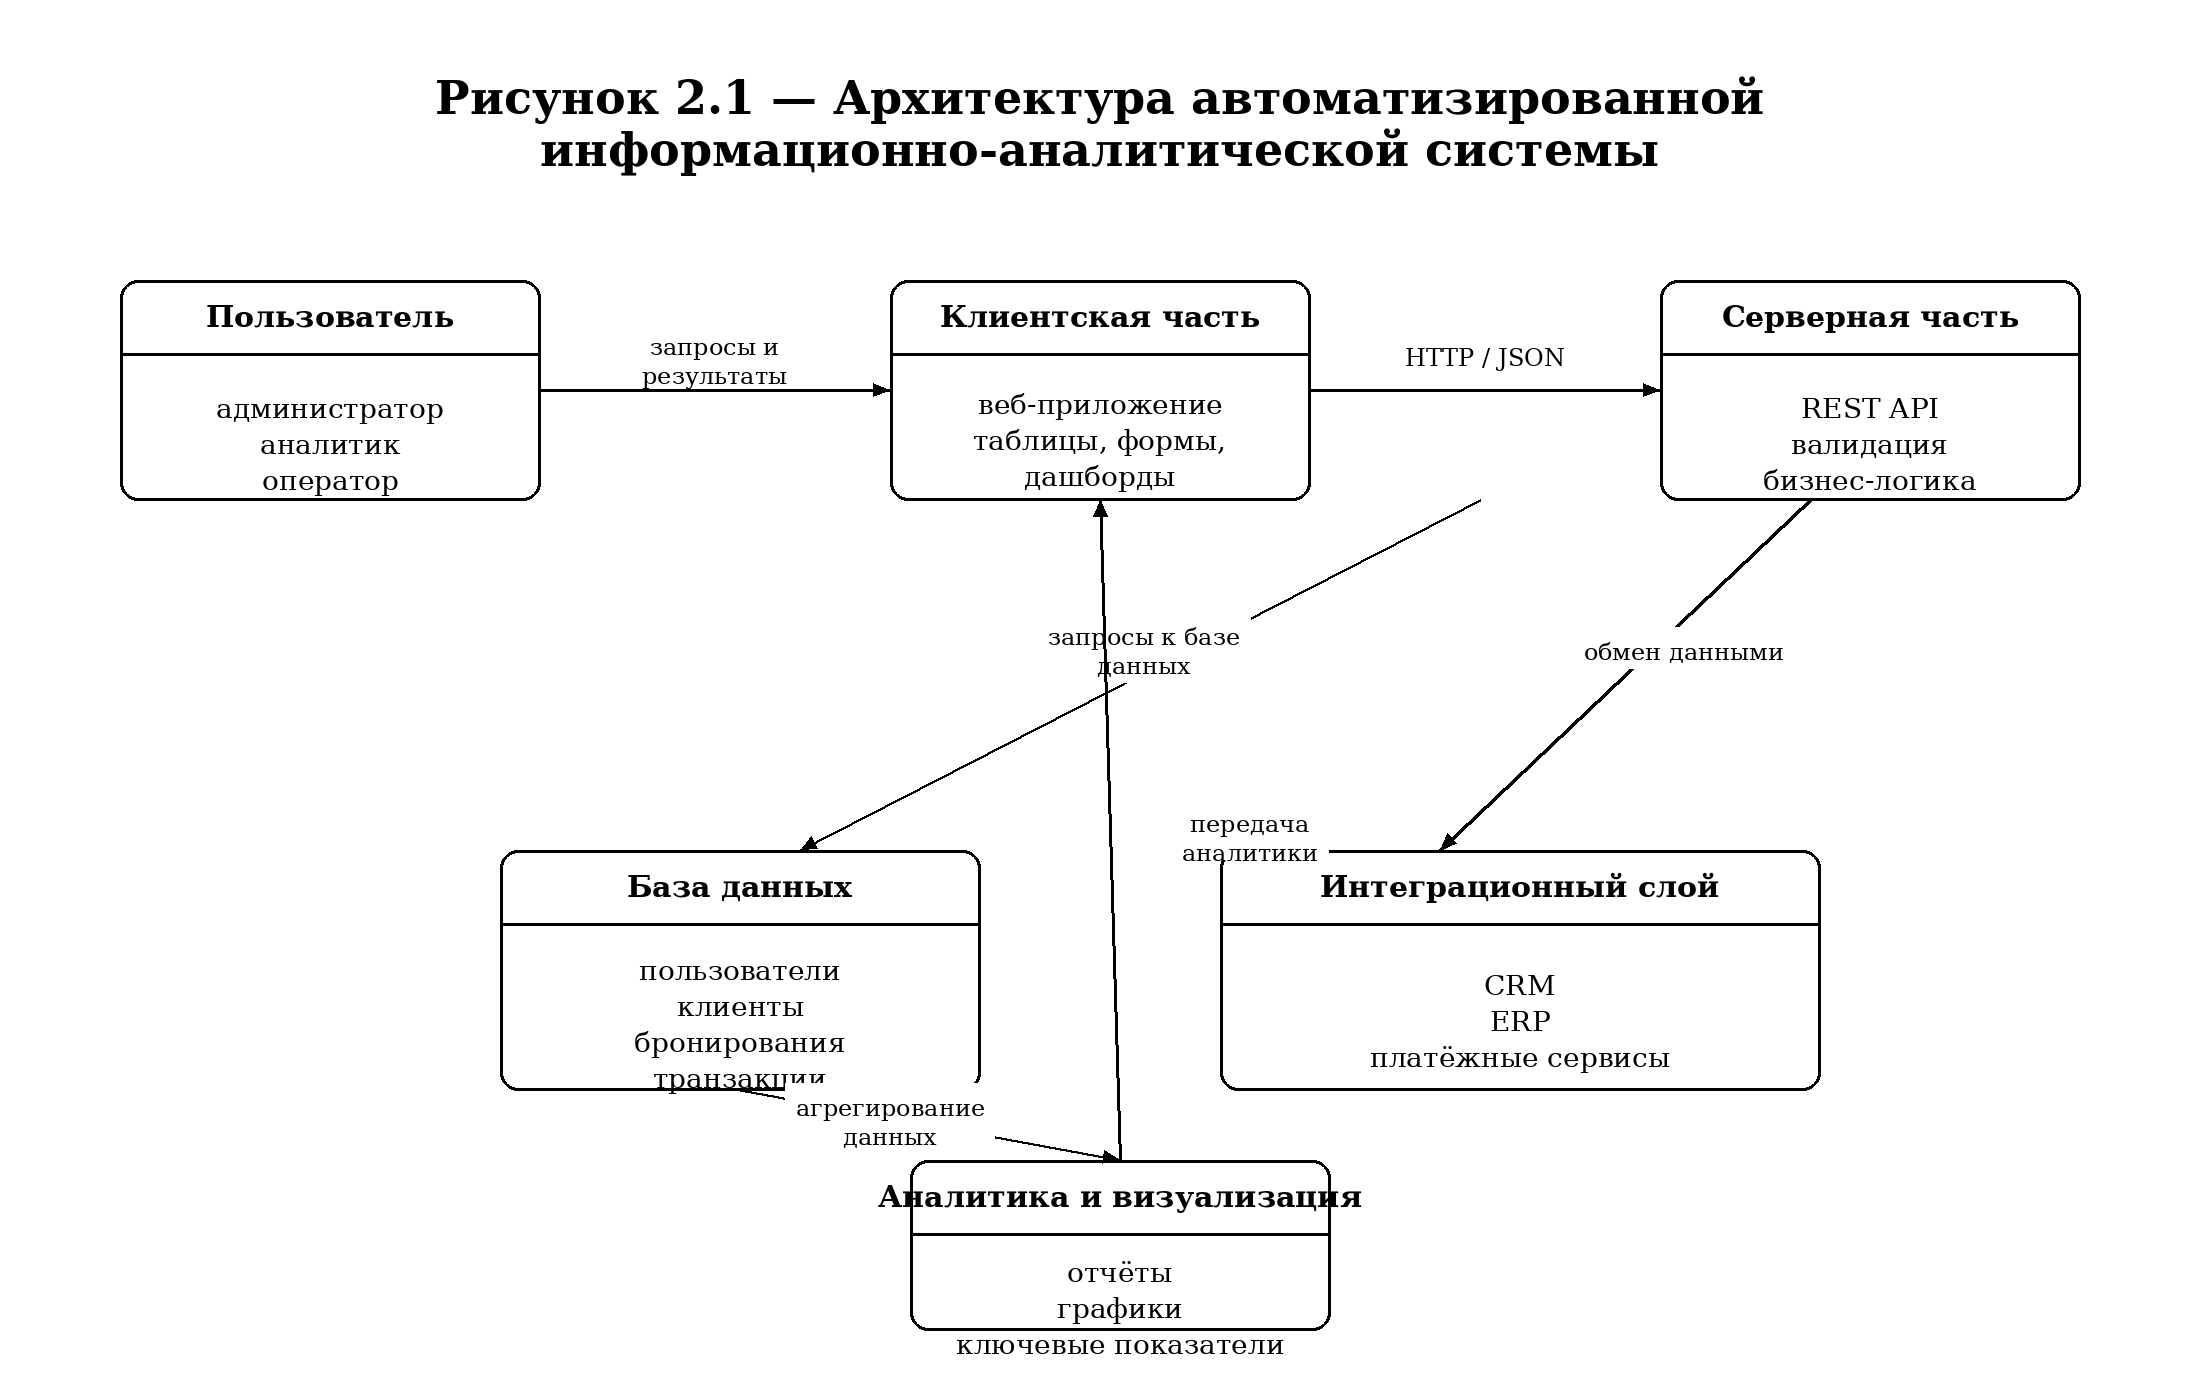 Рисунок 2.1 — Архитектура автоматизированной
информационно-аналитической системы
Пользователь
администратор
аналитик
оператор
запросы и
результаты
Клиентская часть
веб-приложение
таблицы, формы,
дашборды
HTTP / JSON
Серверная часть
REST API
валидация
бизнес-логика
запросы к базе
данных
обмен данными
передача
аналитики
База данных
пользователи
клиенты
бронирования
транзакции
Интеграционный слой
CRM
ERP
платёжные сервисы
агрегирование
данных
Аналитика и визуализация
отчёты
графики
ключевые показатели